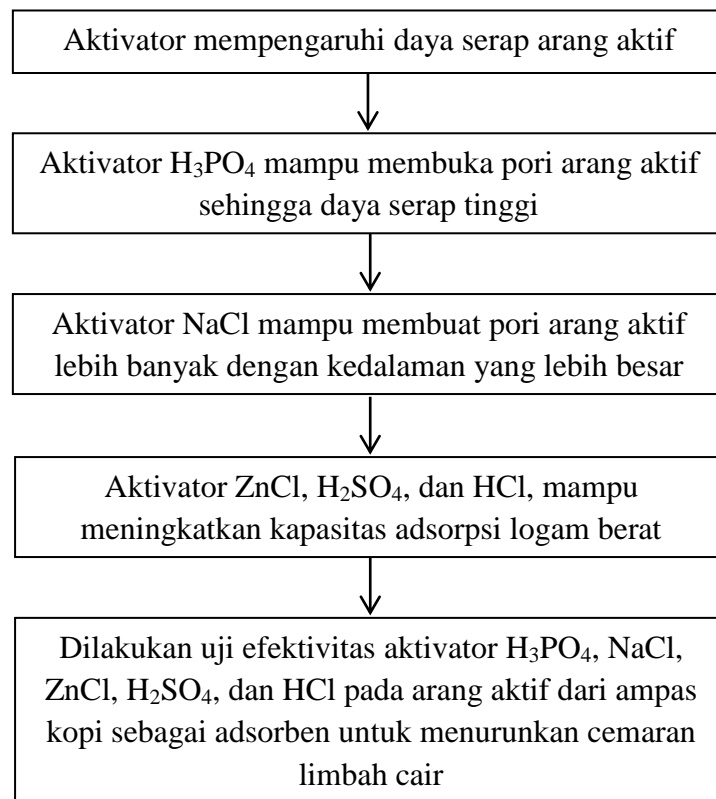 Aktivator mempengaruhi daya serap arang aktif
Aktivator H₃PO₄ mampu membuka pori arang aktif
sehingga daya serap tinggi
Aktivator NaCl mampu membuat pori arang aktif
lebih banyak dengan kedalaman yang lebih besar
Aktivator ZnCl, H₂SO₄, dan HCl, mampu
meningkatkan kapasitas adsorpsi logam berat
Dilakukan uji efektivitas aktivator H₃PO₄, NaCl,
ZnCl, H₂SO₄, dan HCl pada arang aktif dari ampas
kopi sebagai adsorben untuk menurunkan cemaran
limbah cair